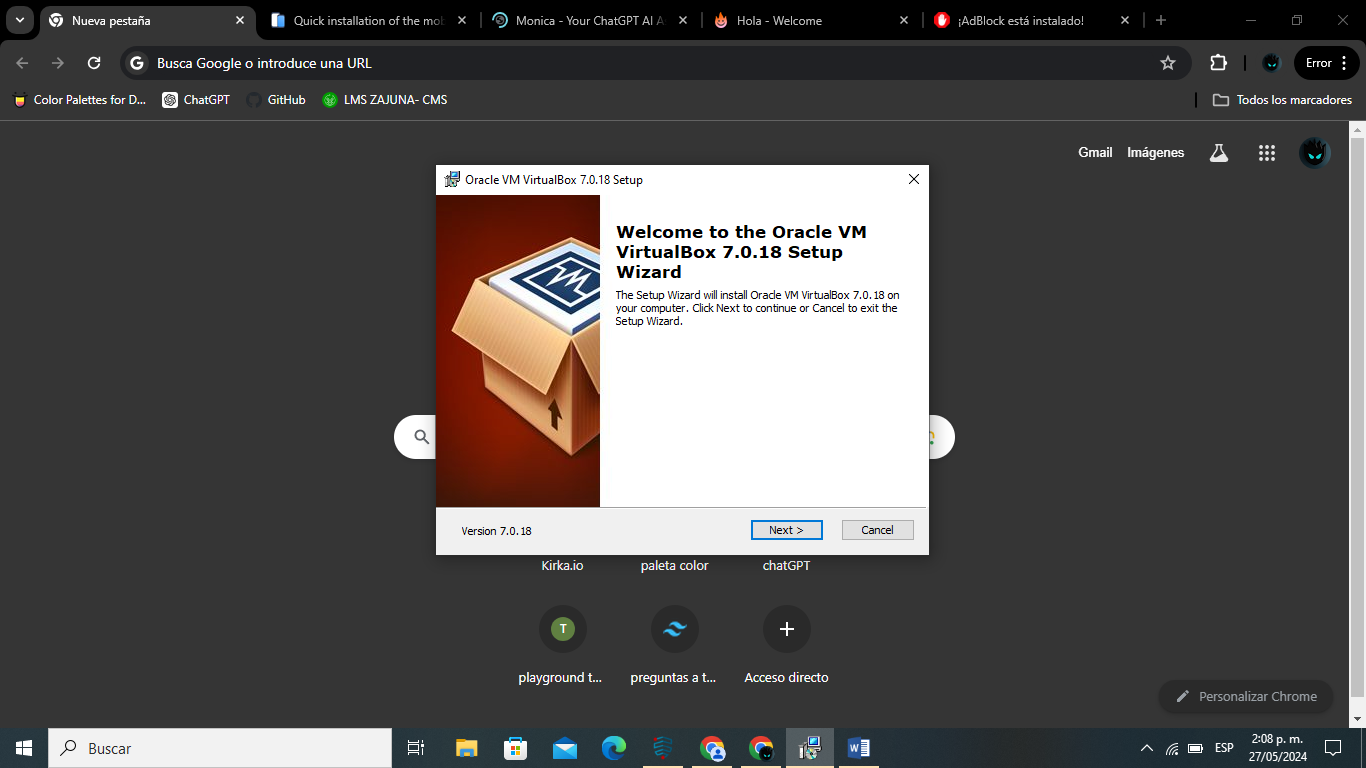 Nueva pestaña
Quick installation of the mob
Monica - Your ChatGPT AI A
Hola - Welcome
¡AdBlock está instalado!
Busca Google o introduce una URL
Error
Color Palettes for D...
ChatGPT
GitHub
LMS ZAJUNA- CMS
Todos los marcadores
Gmail
Imágenes
Oracle VM VirtualBox 7.0.18 Setup
Welcome to the Oracle VM
VirtualBox 7.0.18 Setup
Wizard
The Setup Wizard will install Oracle VM VirtualBox 7.0.18 on
your computer. Click Next to continue or Cancel to exit the
Setup Wizard.
Version 7.0.18
Next >
Cancel
Kirka.io
paleta color
chatGPT
T
playground t...
preguntas a t...
Acceso directo
Personalizar Chrome
Buscar
ESP
2:08 p. m.
27/05/2024